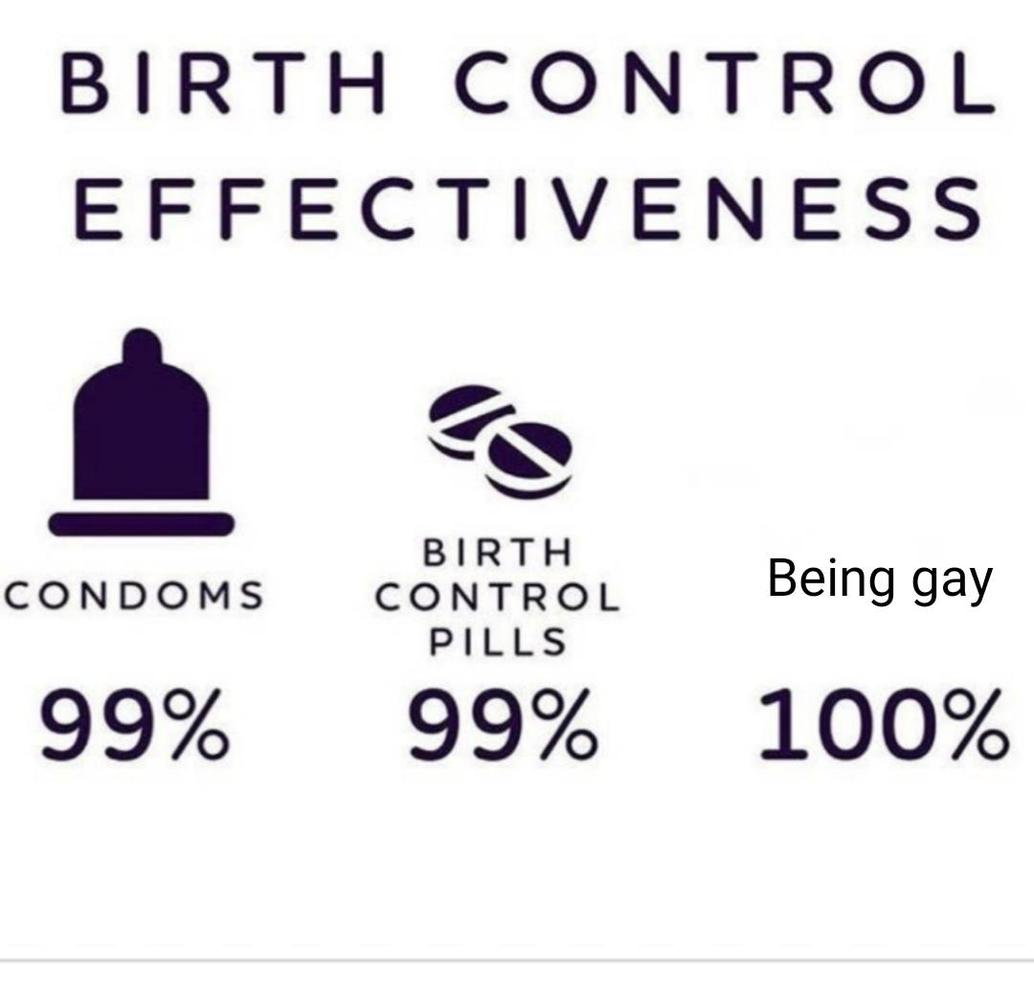 BIRTH CONTROL
EFFECTIVENESS
CONDOMS
99%
BIRTH
CONTROL
PILLS
99%
Being gay
100%